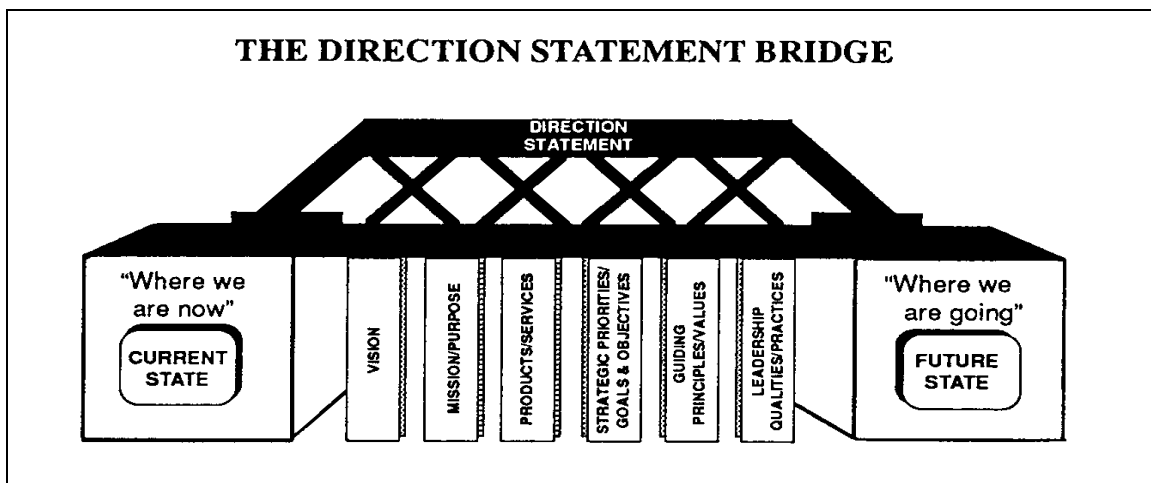 THE DIRECTION STATEMENT BRIDGE
DIRECTION
STATEMENT
"Where we
are now"
CURRENT
STATE
VISION
MISSION/PURPOSE
PRODUCTS/SERVICES
STRATEGIC PRIORITIES/
GOALS & OBJECTIVES
GUIDING
PRINCIPLES/VALUES
LEADERSHIP
QUALITIES/PRACTICES
"Where we
are going"
FUTURE
STATE